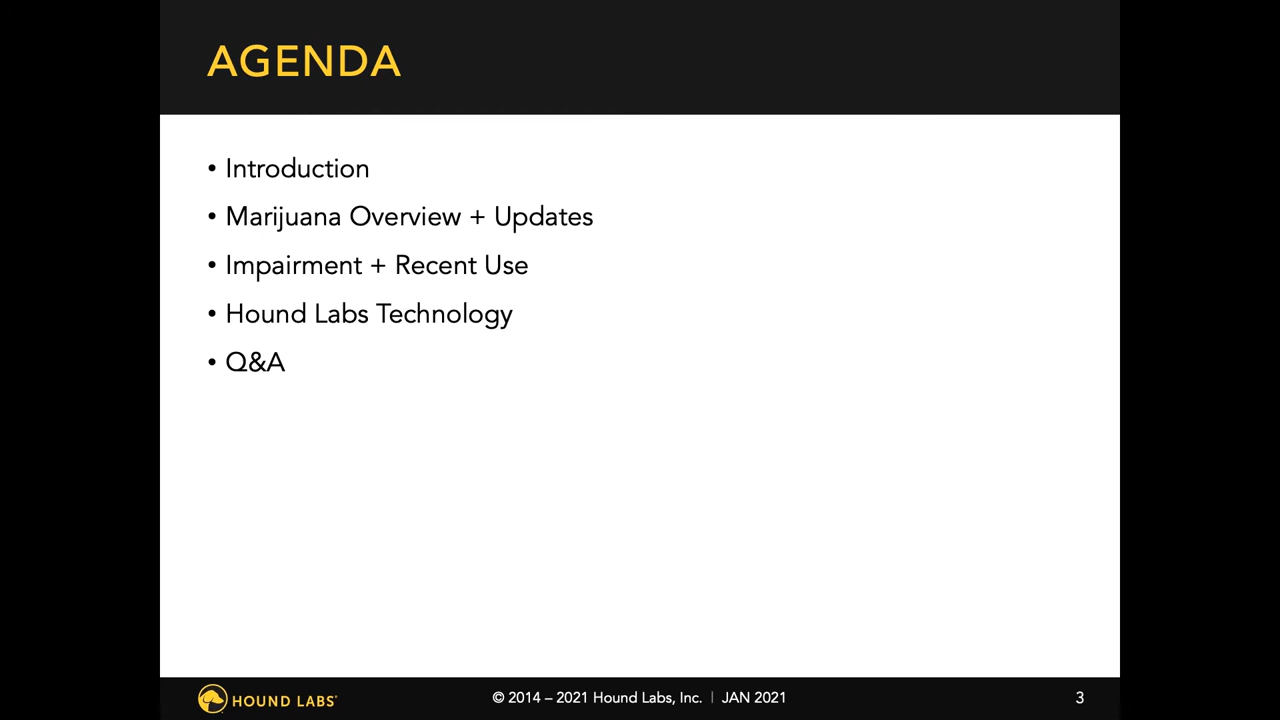 AGENDA
• Introduction
• Marijuana Overview + Updates
• Impairment + Recent Use
• Hound Labs Technology
• Q&A
HOUND LABS
© 2014 – 2021 Hound Labs, Inc. | JAN 2021
3